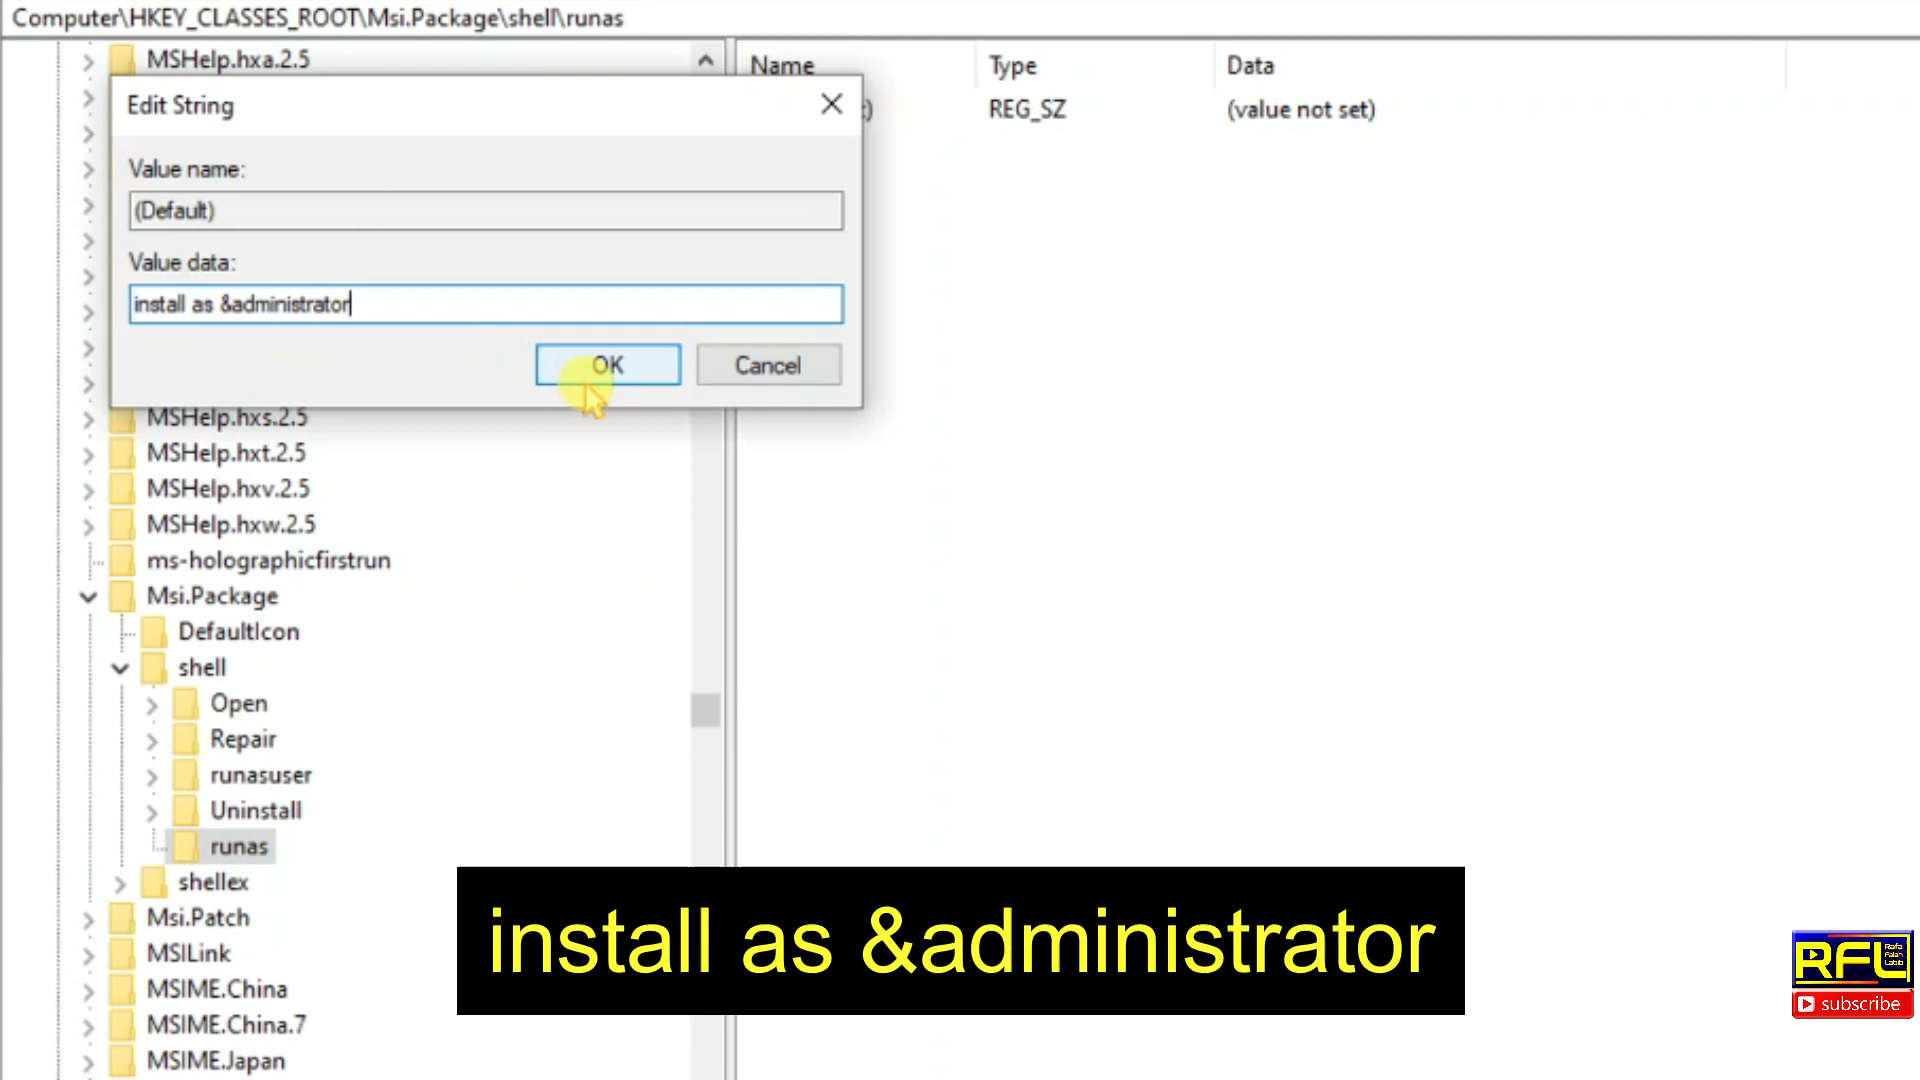 Computer\HKEY_CLASSES_ROOT\Msi.Package\shell\runas
MSHelp.hxa.2.5
Name
Type
Data
REG_SZ
(value not set)
Edit String
Value name:
(Default)
Value data:
install as &administrator
OK
Cancel
MSHelp.hxs.2.5
MSHelp.hxt.2.5
MSHelp.hxv.2.5
MSHelp.hxw.2.5
ms-holographicfirstrun
Msi.Package
DefaultIcon
shell
Open
Repair
runasuser
Uninstall
runas
shellex
Msi.Patch
MSILink
MSIME.China
MSIME.China.7
MSIME.Japan
install as &administrator
RFL
Rafa
Falah
Labib
subscribe